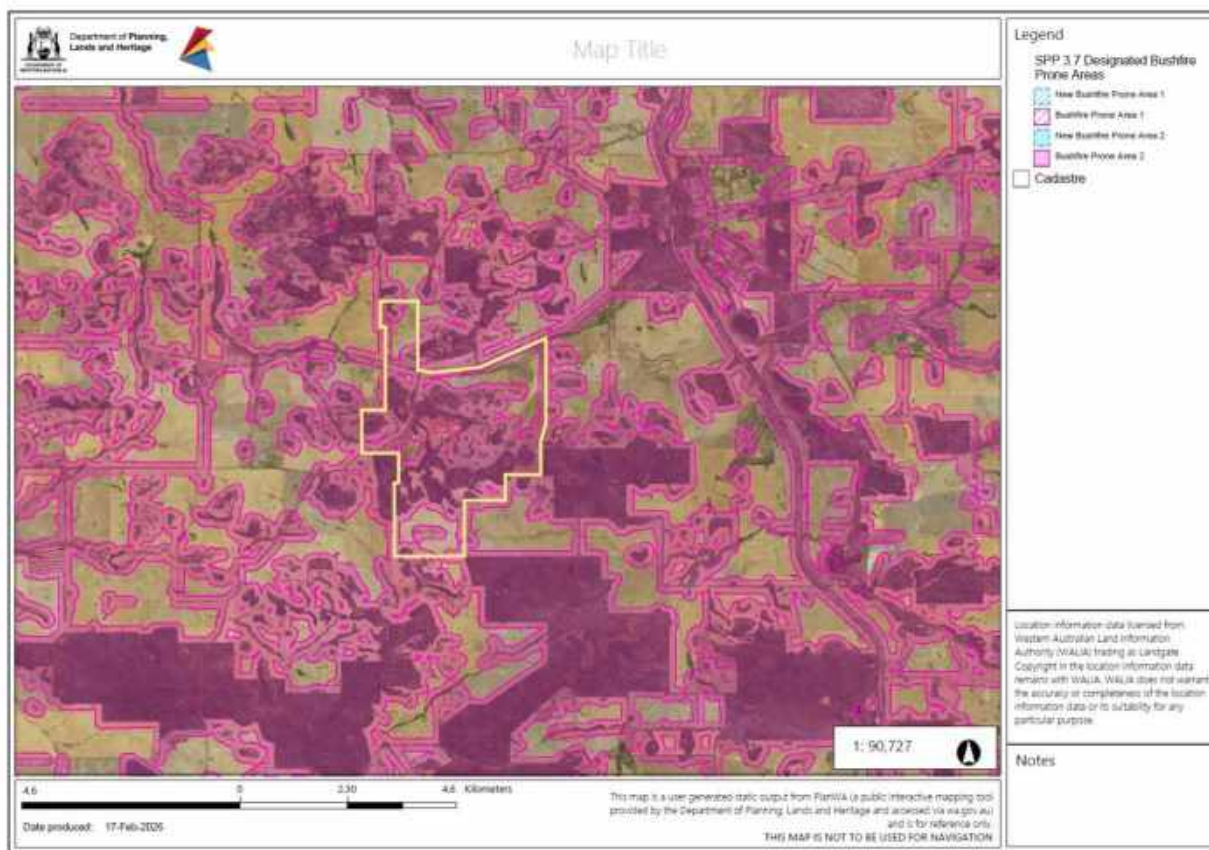 Department of Planning,
Lands and Heritage
Map Title
Legend
SPP 3.7 Designated Bushfire
Prone Areas
New Bushfire Prone Area 1
Bushfire Prone Area 1
New Bushfire Prone Area 2
Bushfire Prone Area 2
Cadastre
Location information data licensed from
Western Australian Land Information
Authority (WALIA) trading as Landgate
Copyright in the location information data
remains with WALIA. WALIA does not warrant
the accuracy or completeness of the location
information data or its suitability for any
particular purpose.
1: 90,727
Notes
4.6 0 2.30 4.6 Kilometers
Date produced: 17-Feb-2026
This map is a user generated static output from PlanWA (a public interactive mapping tool
provided by the Department of Planning, Lands and Heritage and accessed via wa.gov.au)
and is for reference only.
THIS MAP IS NOT TO BE USED FOR NAVIGATION